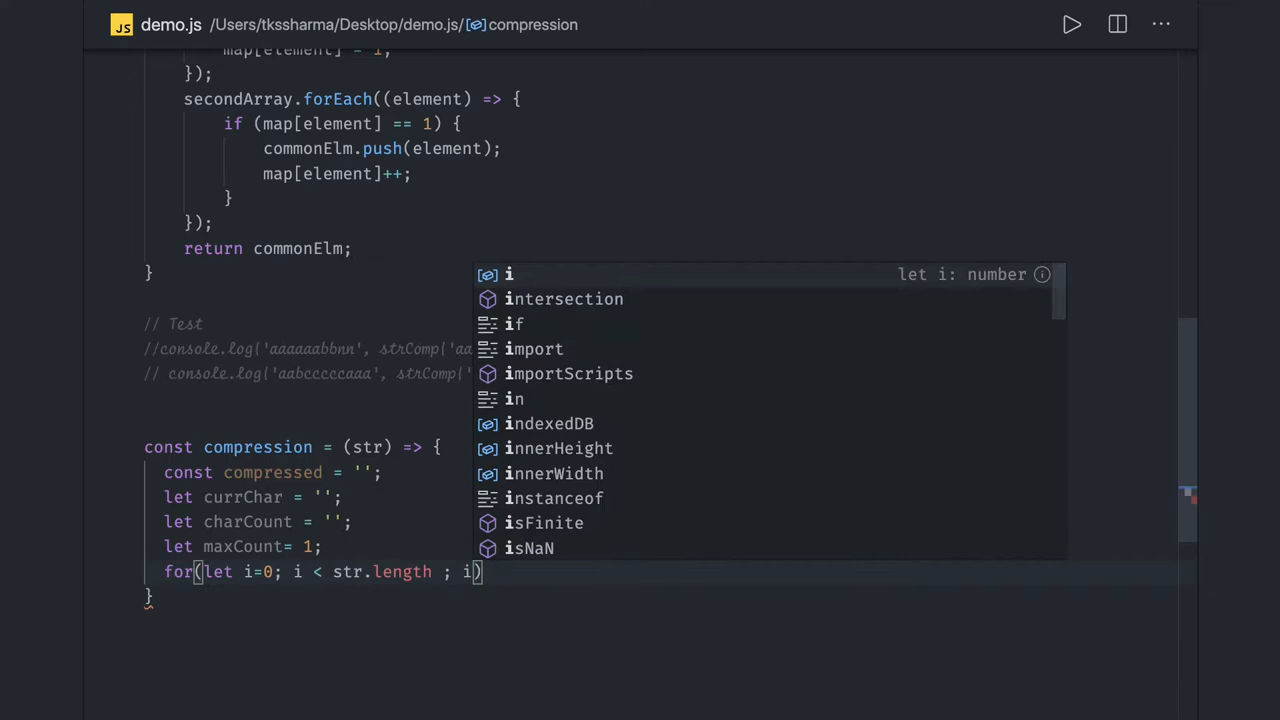 JS demo.js /Users/tkssharma/Desktop/demo.js/ compression
map[element] = 1;
});
secondArray.forEach((element) => {
if (map[element] == 1) {
commonElm.push(element);
map[element]++;
}
});
return commonElm;
}
// Test
//console.log('aaaaaabbnn', strComp('aa
// console.log('aabcccccaaa', strComp('
const compression = (str) => {
const compressed = '';
let currChar = '';
let charCount = '';
let maxCount= 1;
for(let i=0; i < str.length ; i)
}
i let i: number
intersection
if
import
importScripts
in
indexedDB
innerHeight
innerWidth
instanceof
isFinite
isNaN